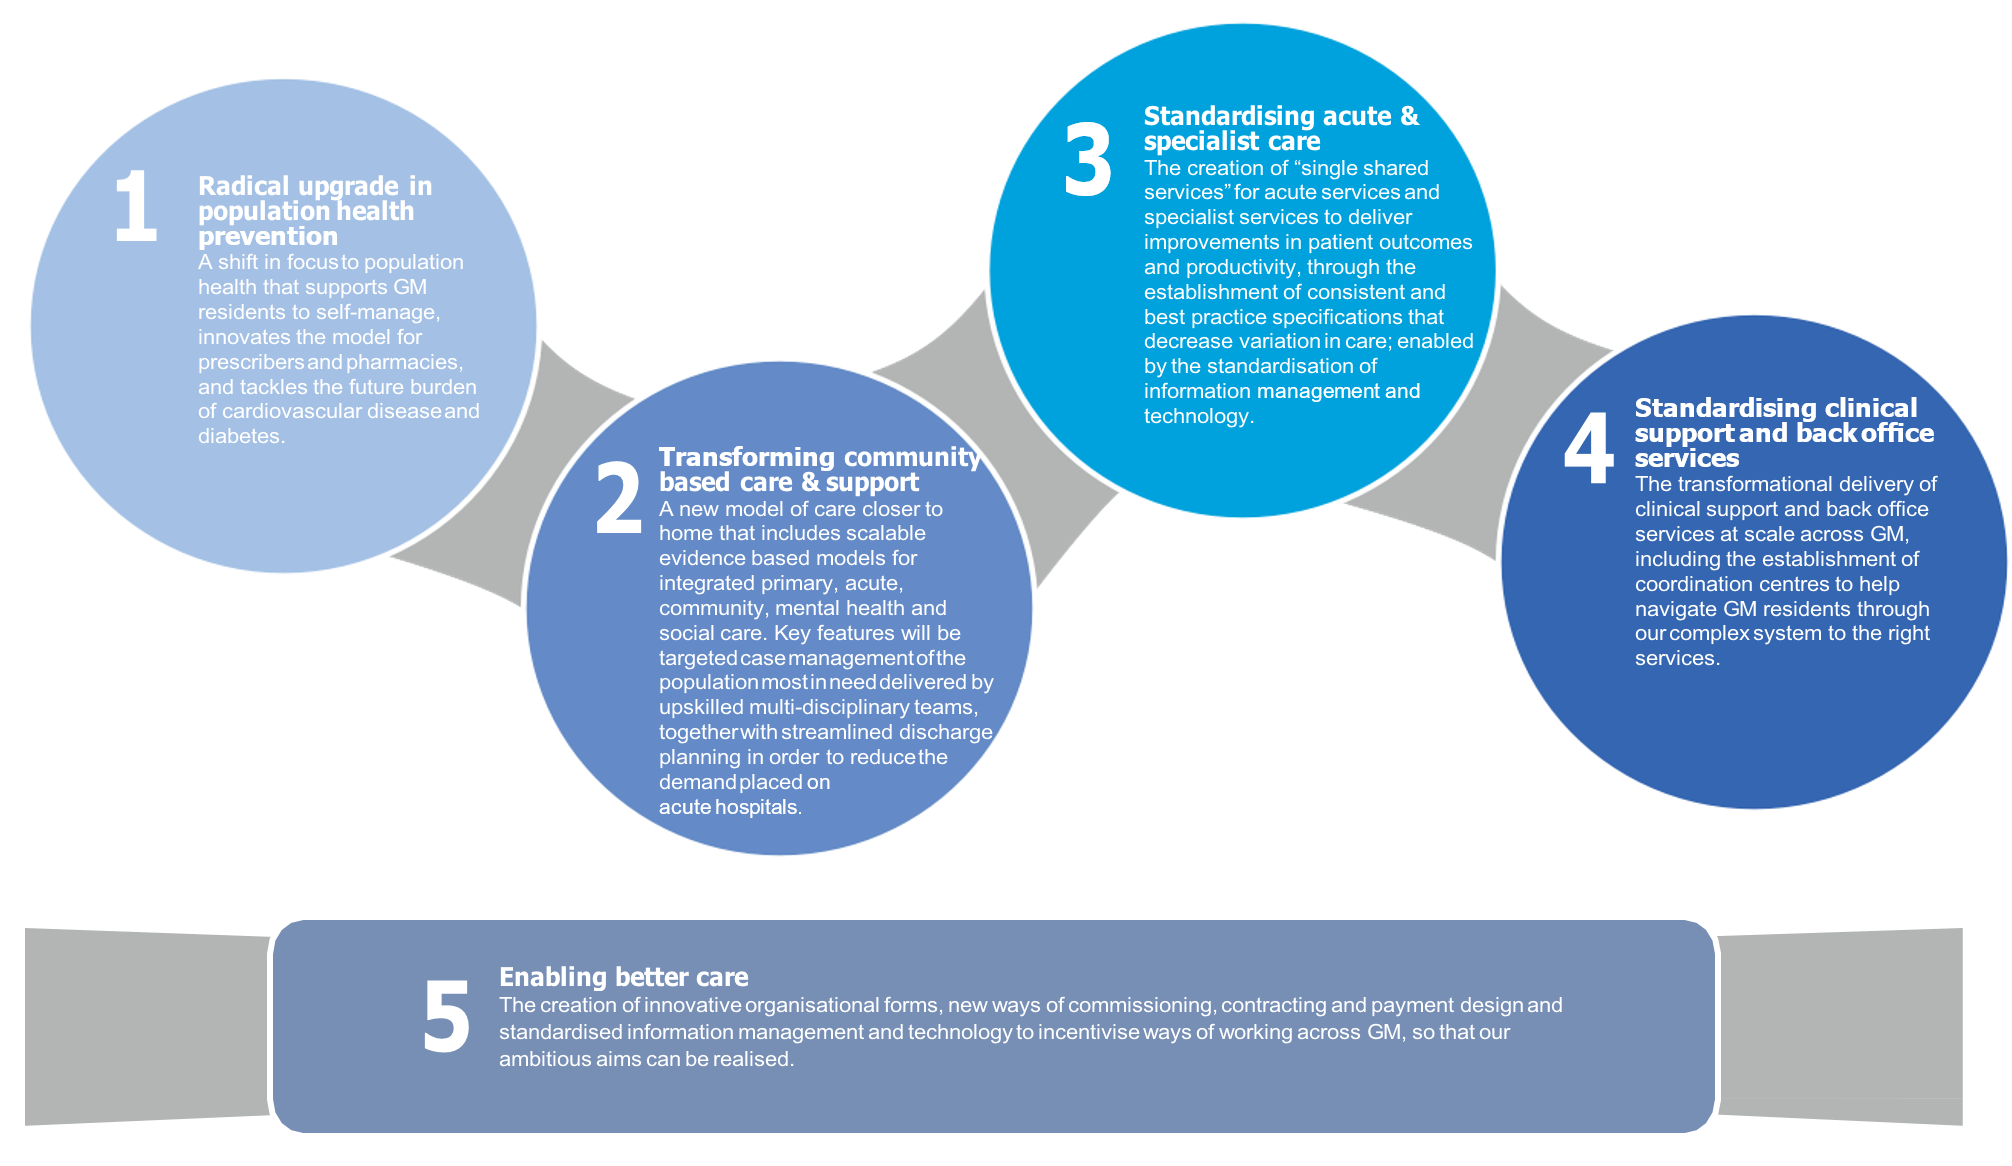 1
Radical upgrade in
population health
prevention
A shift in focus to population
health that supports GM
residents to self-manage,
innovates the model for
prescribers and pharmacies,
and tackles the future burden
of cardiovascular disease and
diabetes.
2
Transforming community
based care & support
A new model of care closer to
home that includes scalable
evidence based models for
integrated primary, acute,
community, mental health and
social care. Key features will be
targeted case management of the
population most in need delivered by
upskilled multi-disciplinary teams,
together with streamlined discharge
planning in order to reduce the
demand placed on
acute hospitals.
3
Standardising acute &
specialist care
The creation of “single shared
services” for acute services and
specialist services to deliver
improvements in patient outcomes
and productivity, through the
establishment of consistent and
best practice specifications that
decrease variation in care; enabled
by the standardisation of
information management and
technology.
4
Standardising clinical
support and back office
services
The transformational delivery of
clinical support and back office
services at scale across GM,
including the establishment of
coordination centres to help
navigate GM residents through
our complex system to the right
services.
5
Enabling better care
The creation of innovative organisational forms, new ways of commissioning, contracting and payment design and
standardised information management and technology to incentivise ways of working across GM, so that our
ambitious aims can be realised.